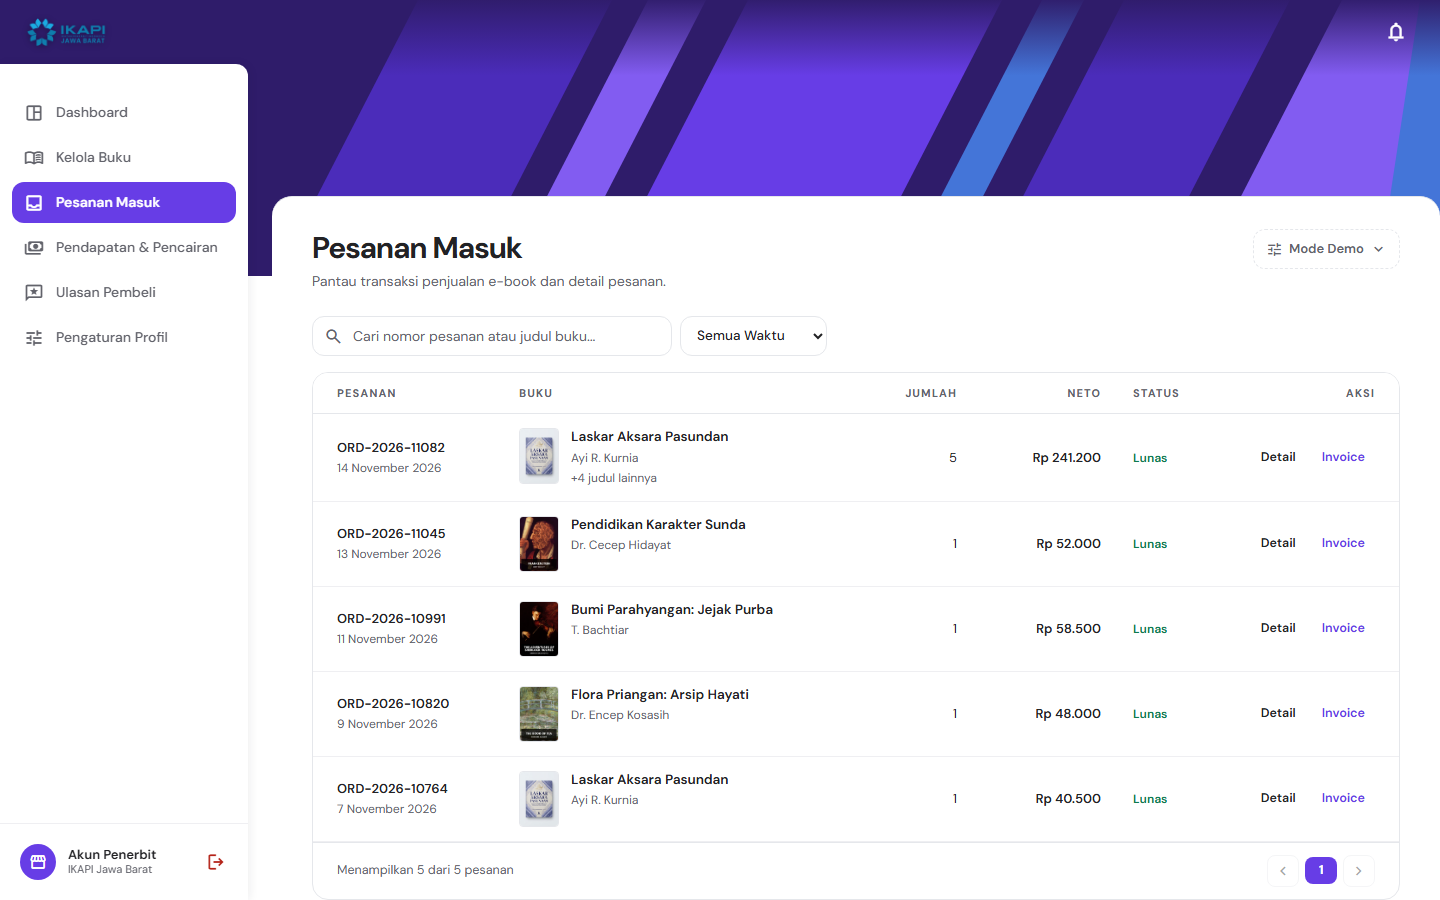 IKAPI
JAWA BARAT
Dashboard
Kelola Buku
Pesanan Masuk
Pendapatan & Pencairan
Ulasan Pembeli
Pengaturan Profil
Akun Penerbit
IKAPI Jawa Barat
Pesanan Masuk
Pantau transaksi penjualan e-book dan detail pesanan.
Mode Demo
Cari nomor pesanan atau judul buku...
Semua Waktu
PESANAN BUKU JUMLAH NETO STATUS AKSI
ORD-2026-11082
14 November 2026
LASKAR
AKSARA
PASUNDAN
Laskar Aksara Pasundan
Ayi R. Kurnia
+4 judul lainnya
5 Rp 241.200 Lunas Detail Invoice
ORD-2026-11045
13 November 2026
Pendidikan Karakter Sunda
Dr. Cecep Hidayat
1 Rp 52.000 Lunas Detail Invoice
ORD-2026-10991
11 November 2026
Bumi Parahyangan: Jejak Purba
T. Bachtiar
1 Rp 58.500 Lunas Detail Invoice
ORD-2026-10820
9 November 2026
Flora Priangan: Arsip Hayati
Dr. Encep Kosasih
1 Rp 48.000 Lunas Detail Invoice
ORD-2026-10764
7 November 2026
LASKAR
AKSARA
PASUNDAN
Laskar Aksara Pasundan
Ayi R. Kurnia
1 Rp 40.500 Lunas Detail Invoice
Menampilkan 5 dari 5 pesanan
1